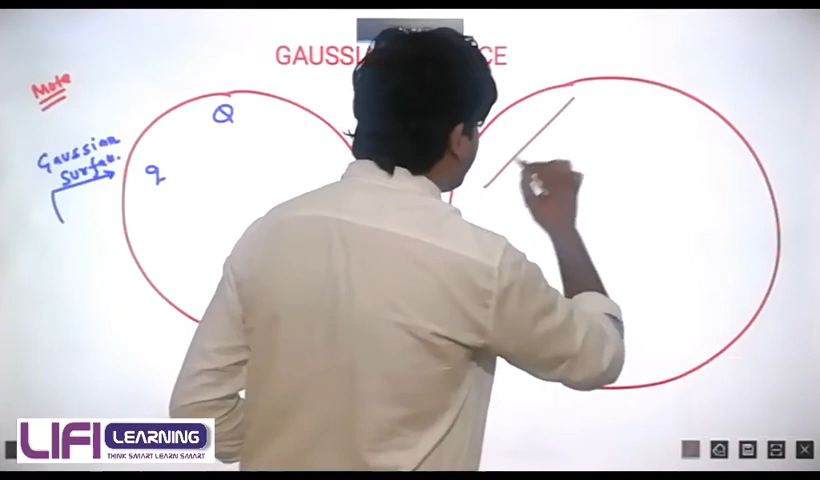 GAUSSI CE
Note
Q
Gaussian
surfac.
q
LIFI LEARNING
THINK SMART LEARN SMART